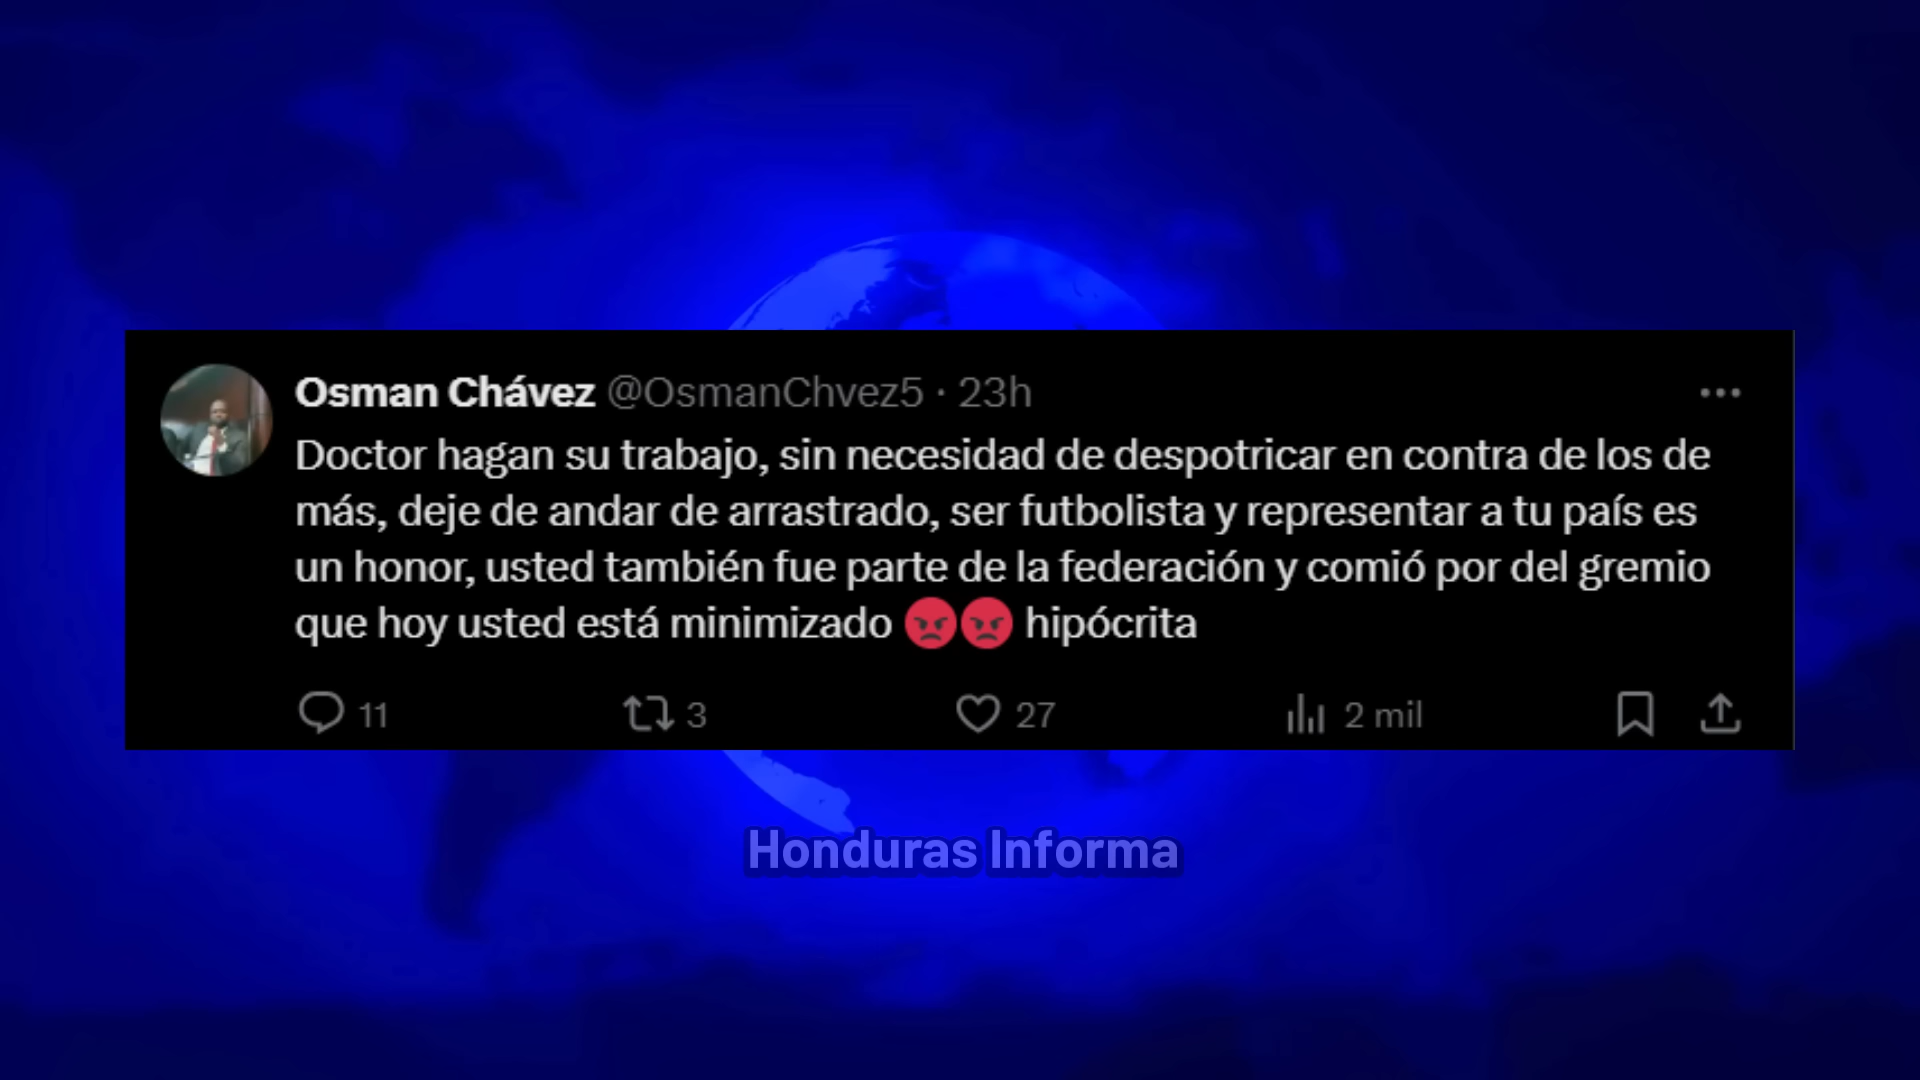 Osman Chávez @OsmanChvez5 · 23h
Doctor hagan su trabajo, sin necesidad de despotricar en contra de los de
más, deje de andar de arrastrado, ser futbolista y representar a tu país es
un honor, usted también fue parte de la federación y comió por del gremio
que hoy usted está minimizado 😡😡 hipócrita
11 3 27 2 mil
Honduras Informa